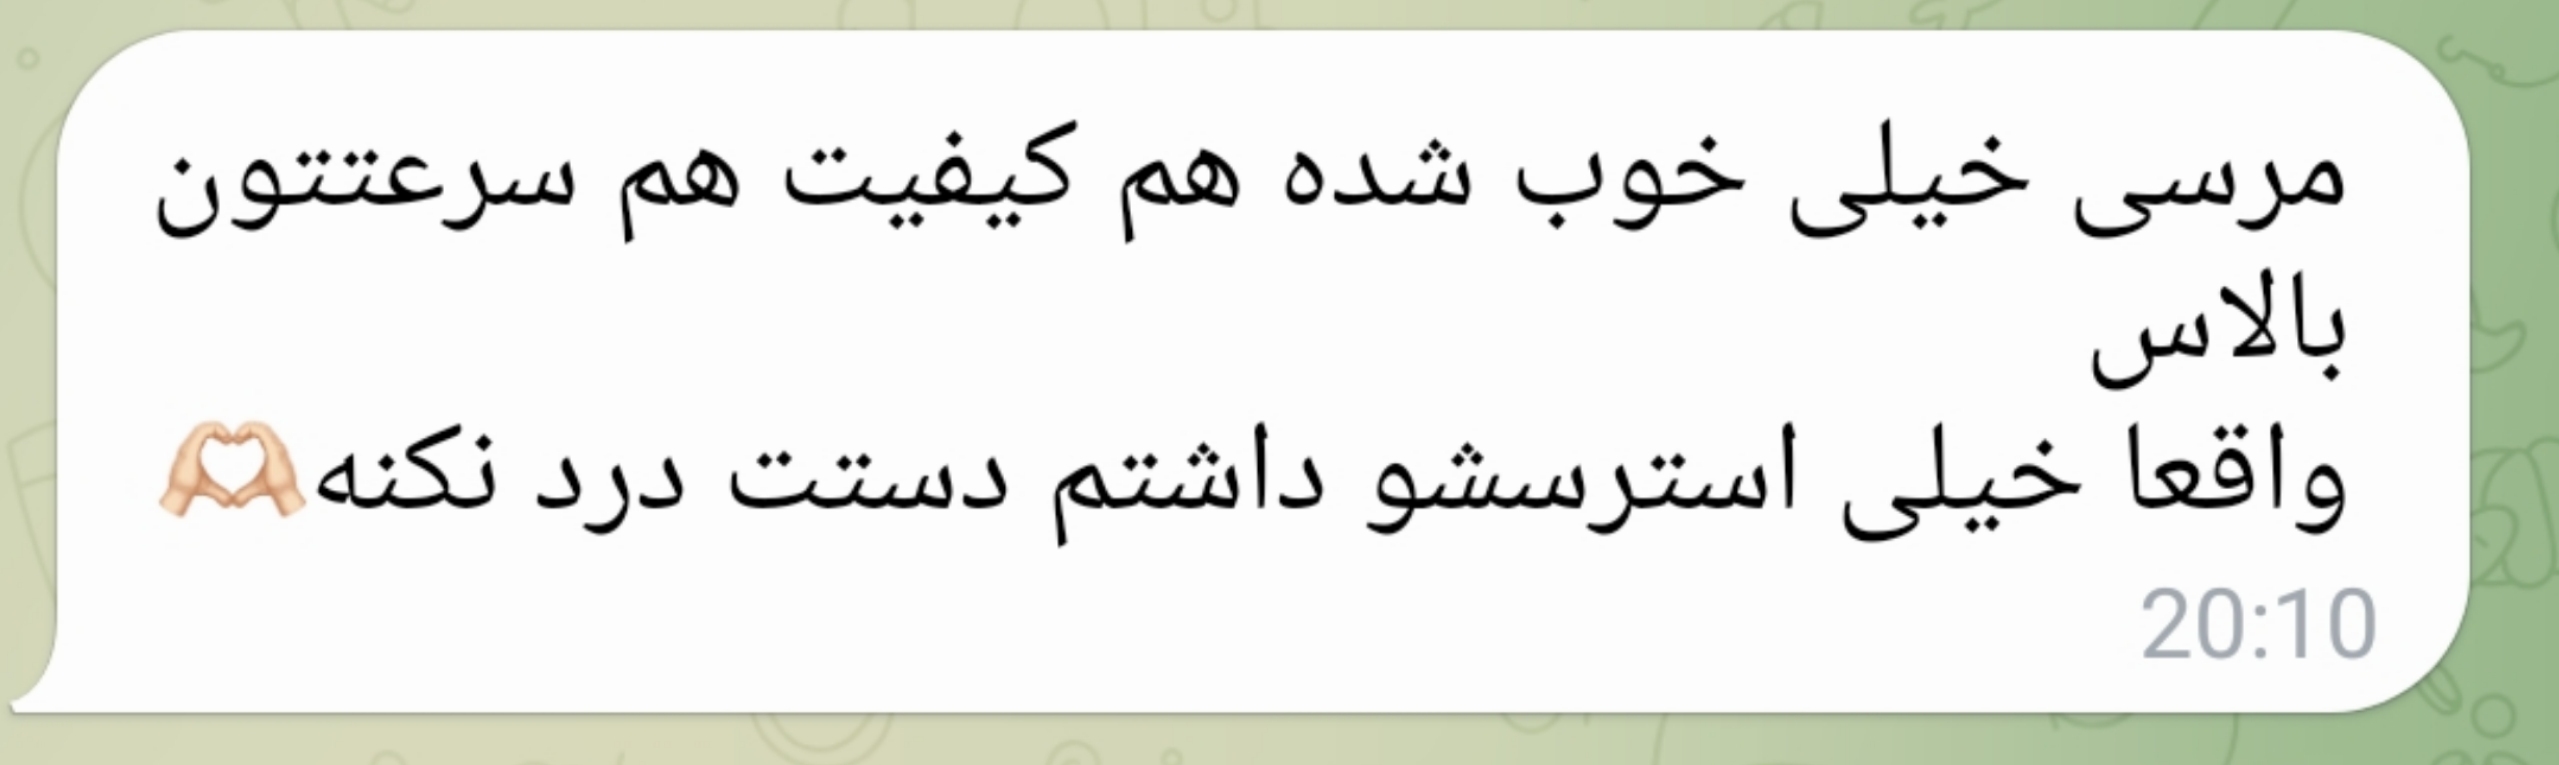 مرسی خیلی خوب شده هم کیفیت هم سرعتتون
بالاس
واقعا خیلی استرسشو داشتم دستت درد نکنه🫶🏻
20:10